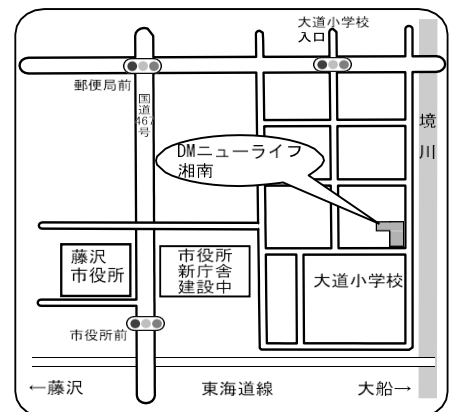 大道小学校
入口
郵便局前
国道467号
境川
DMニューライフ
湘南
藤沢
市役所
市役所
新庁舎
建設中
大道小学校
市役所前
←藤沢
東海道線
大船→